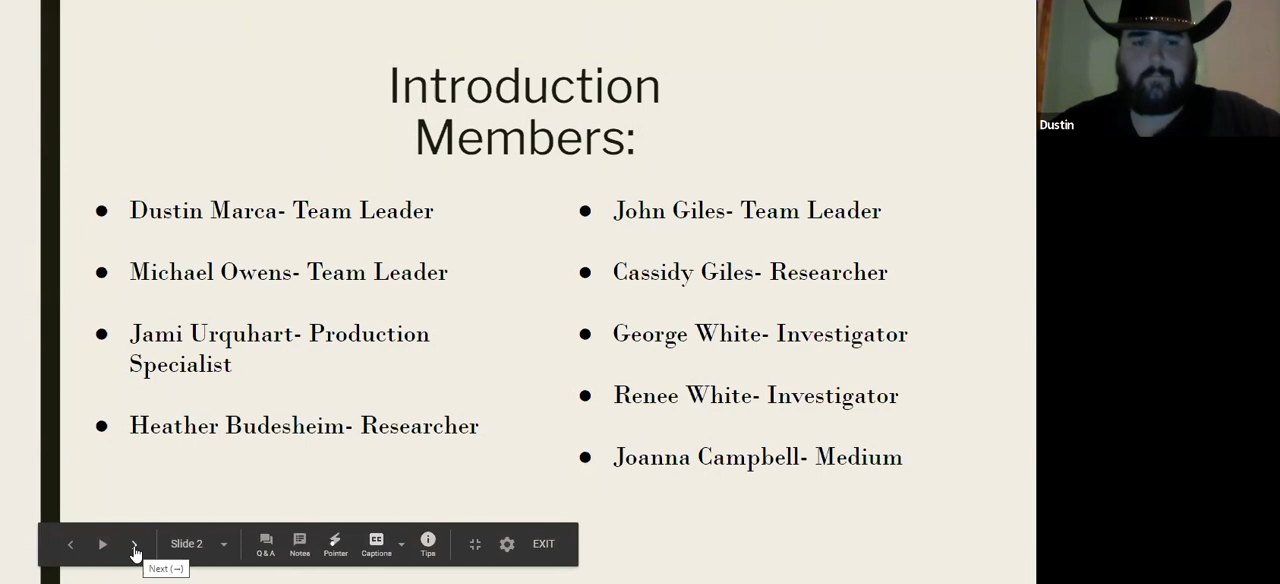 Introduction
Members:
Dustin Marca- Team Leader
Michael Owens- Team Leader
Jami Urquhart- Production
Specialist
Heather Budesheim- Researcher
John Giles- Team Leader
Cassidy Giles- Researcher
George White- Investigator
Renee White- Investigator
Joanna Campbell- Medium
Dustin
Slide 2
Q & A
Notes
Pointer
CC
Captions
Tips
EXIT
Next (→)